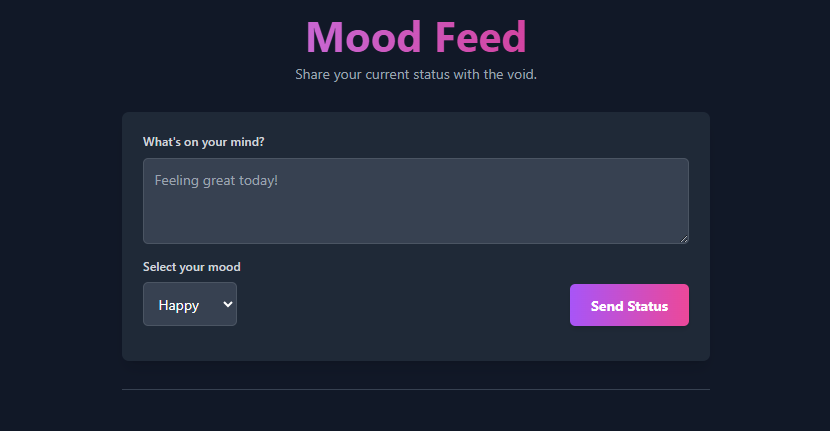 Mood Feed
Share your current status with the void.
What's on your mind?
Feeling great today!
Select your mood
Happy
Send Status